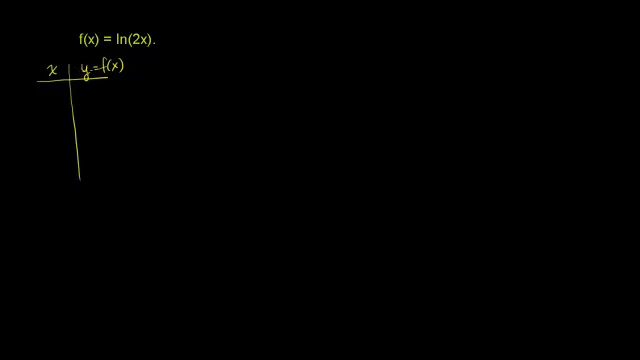 f(x) = ln(2x).
x y=f(x)